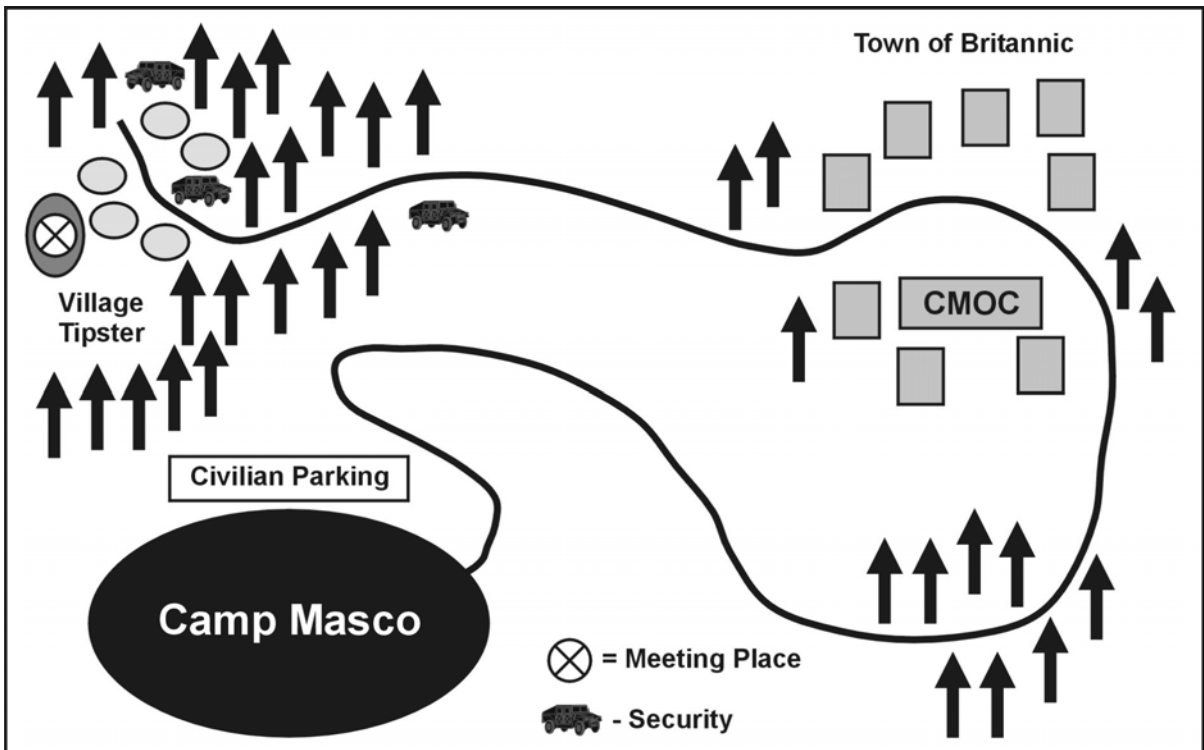 Town of Britannic
CMOC
Village
Tipster
Civilian Parking
Camp Masco
= Meeting Place
- Security